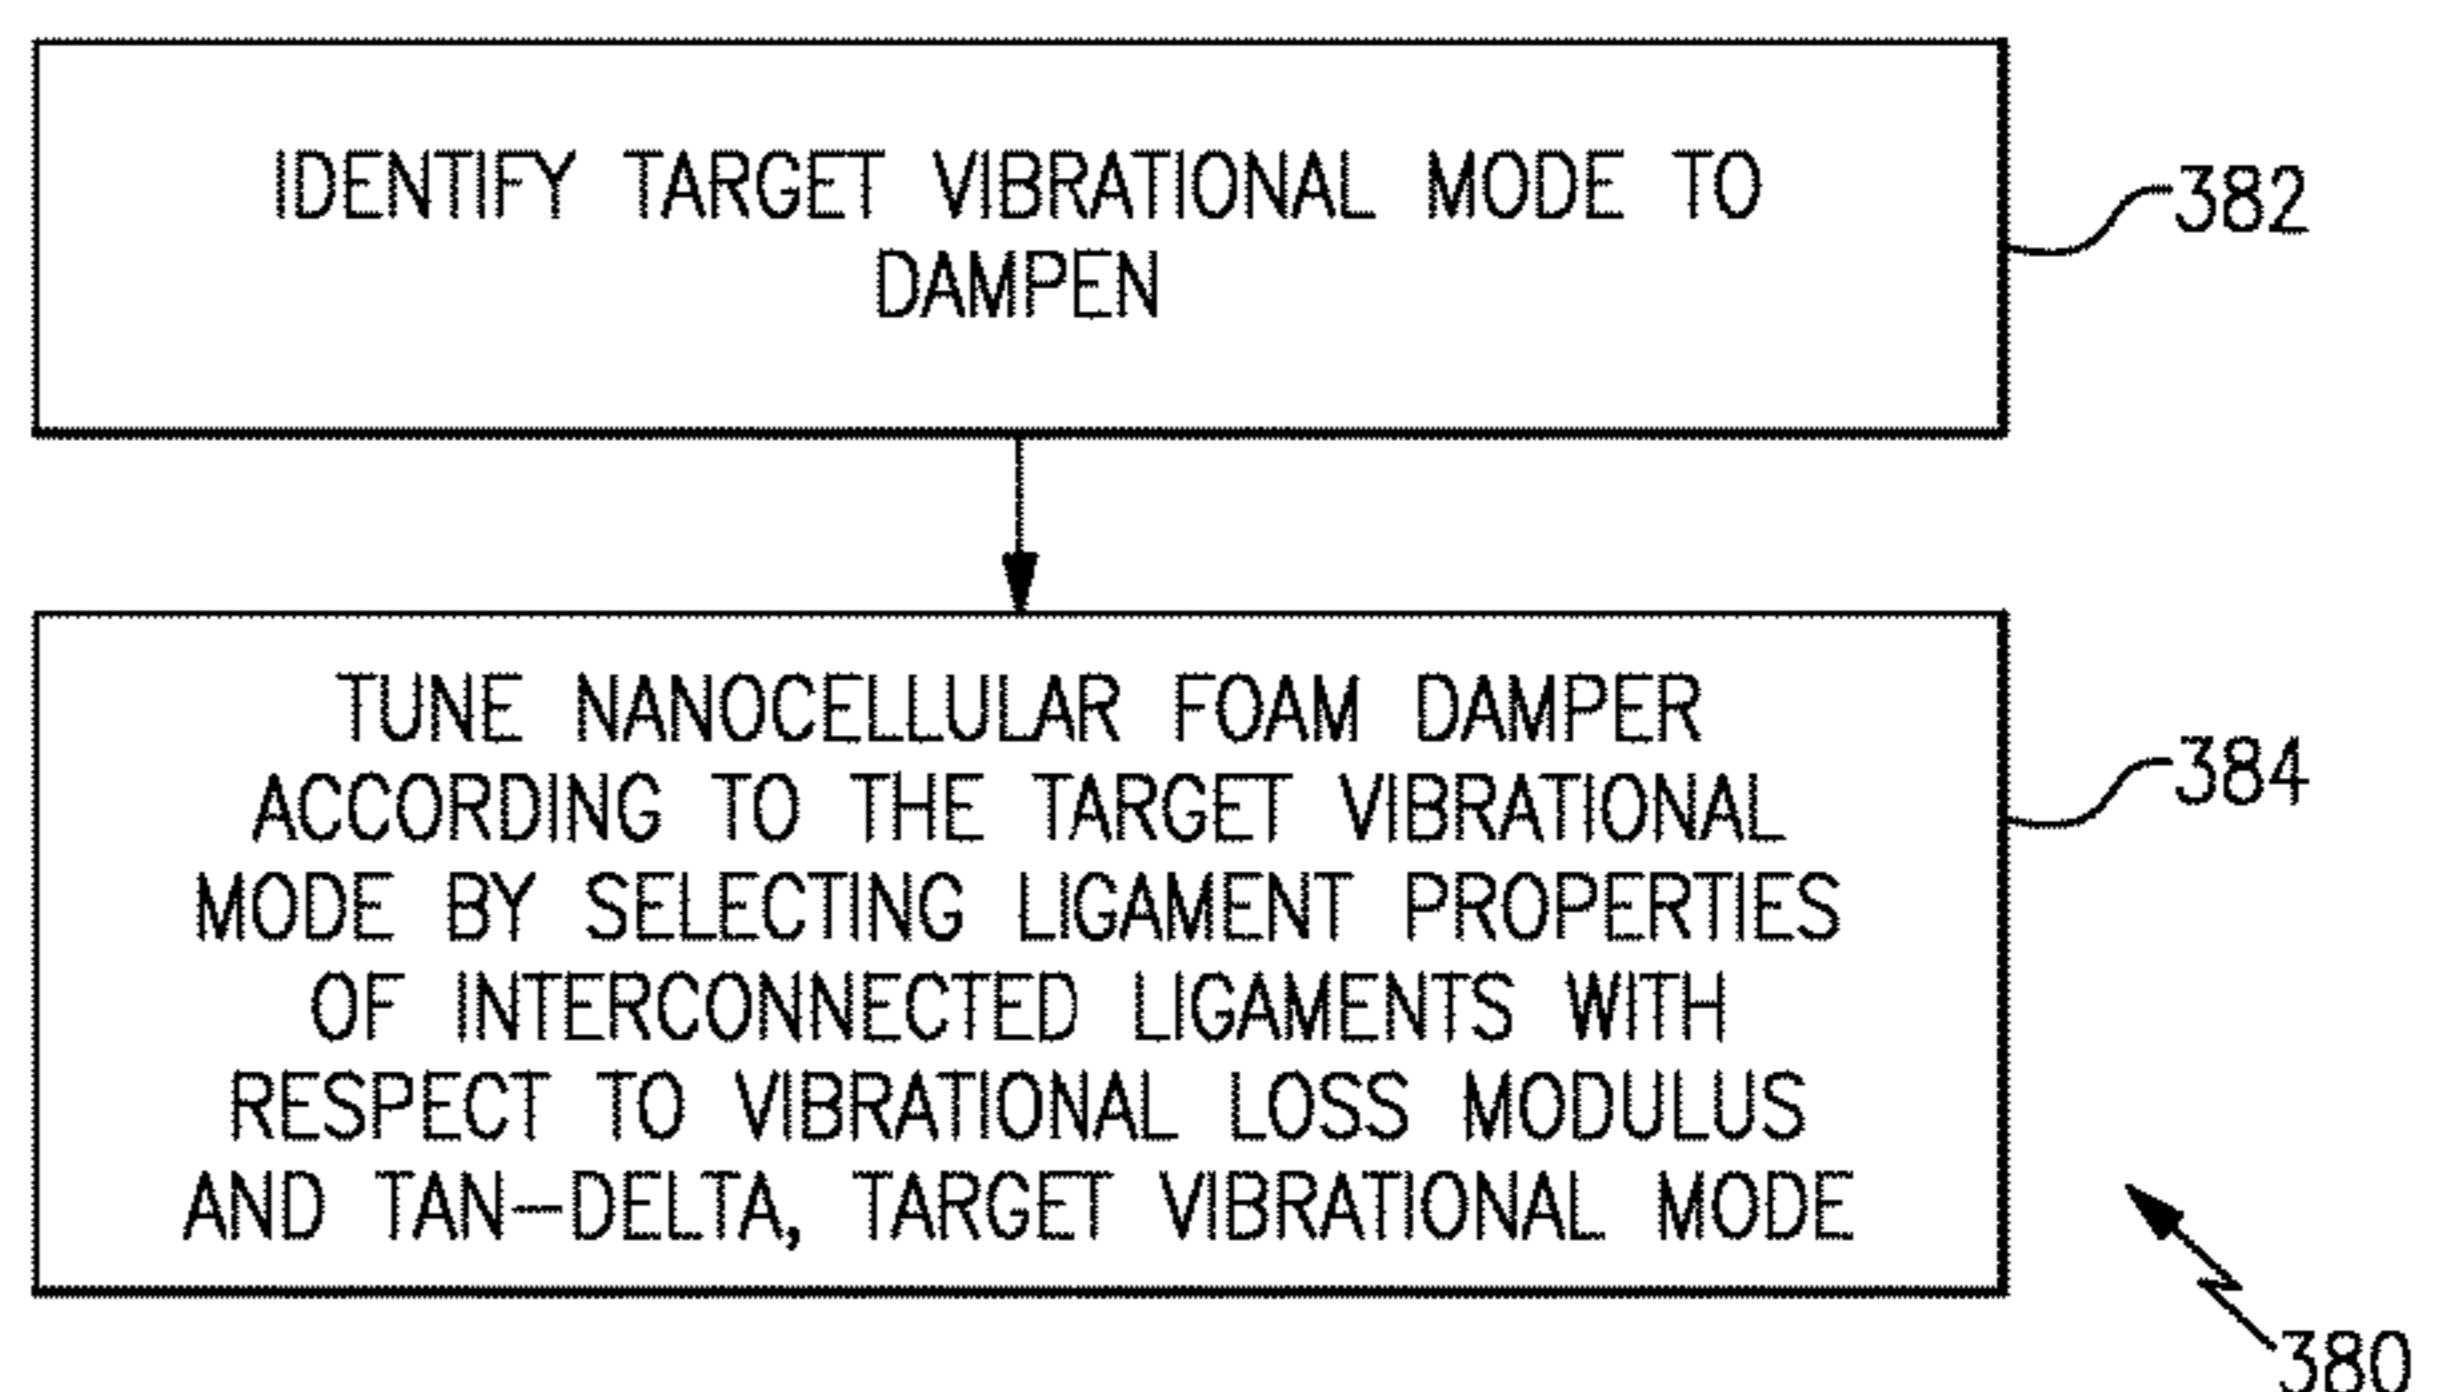 IDENTIFY TARGET VIBRATIONAL MODE TO
DAMPEN
382
TUNE NANOCELLULAR FOAM DAMPER
ACCORDING TO THE TARGET VIBRATIONAL
MODE BY SELECTING LIGAMENT PROPERTIES
OF INTERCONNECTED LIGAMENTS WITH
RESPECT TO VIBRATIONAL LOSS MODULUS
AND TAN-DELTA, TARGET VIBRATIONAL MODE
384
380